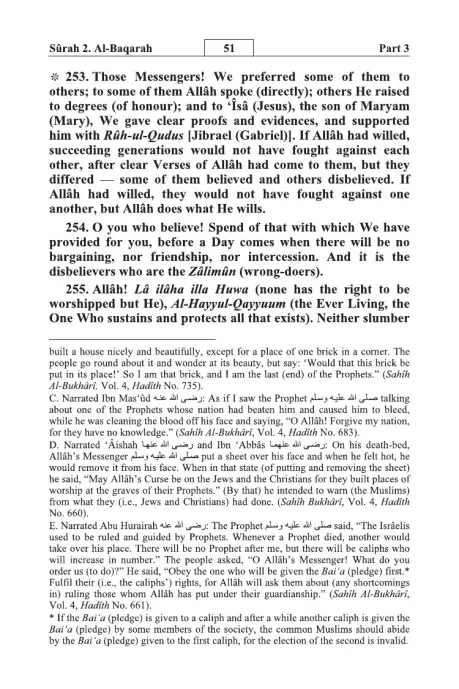 Sûrah 2. Al-Baqarah 51 Part 3
❊ 253. Those Messengers! We preferred some of them to
others; to some of them Allâh spoke (directly); others He raised
to degrees (of honour); and to ‘Îsâ (Jesus), the son of Maryam
(Mary), We gave clear proofs and evidences, and supported
him with Rûh-ul-Qudus [Jibrael (Gabriel)]. If Allâh had willed,
succeeding generations would not have fought against each
other, after clear Verses of Allâh had come to them, but they
differed — some of them believed and others disbelieved. If
Allâh had willed, they would not have fought against one
another, but Allâh does what He wills.
254. O you who believe! Spend of that with which We have
provided for you, before a Day comes when there will be no
bargaining, nor friendship, nor intercession. And it is the
disbelievers who are the Zâlimûn (wrong-doers).
255. Allâh! Lâ ilâha illa Huwa (none has the right to be
worshipped but He), Al-Hayyul-Qayyuum (the Ever Living, the
One Who sustains and protects all that exists). Neither slumber
built a house nicely and beautifully, except for a place of one brick in a corner. The
people go round about it and wonder at its beauty, but say: ‘Would that this brick be
put in its place!’ So I am that brick, and I am the last (end) of the Prophets.” (Sahîh
Al-Bukhârî, Vol. 4, Hadîth No. 735).
C. Narrated Ibn Mas‘ûd رضى الله عنه: As if I saw the Prophet صلى الله عليه وسلم talking
about one of the Prophets whose nation had beaten him and caused him to bleed,
while he was cleaning the blood off his face and saying, “O Allâh! Forgive my nation,
for they have no knowledge.” (Sahîh Al-Bukhârî, Vol. 4, Hadîth No. 683).
D. Narrated ‘Âishah رضى الله عنها and Ibn ‘Abbâs رضى الله عنهما: On his death-bed,
Allâh’s Messenger صلى الله عليه وسلم put a sheet over his face and when he felt hot, he
would remove it from his face. When in that state (of putting and removing the sheet)
he said, “May Allâh’s Curse be on the Jews and the Christians for they built places of
worship at the graves of their Prophets.” (By that) he intended to warn (the Muslims)
from what they (i.e., Jews and Christians) had done. (Sahîh Bukhârî, Vol. 4, Hadîth
No. 660).
E. Narrated Abu Hurairah رضى الله عنه: The Prophet صلى الله عليه وسلم said, “The Isrâelis
used to be ruled and guided by Prophets. Whenever a Prophet died, another would
take over his place. There will be no Prophet after me, but there will be caliphs who
will increase in number.” The people asked, “O Allâh’s Messenger! What do you
order us (to do)?” He said, “Obey the one who will be given the Bai‘a (pledge) first.*
Fulfil their (i.e., the caliphs’) rights, for Allâh will ask them about (any shortcomings
in) ruling those whom Allâh has put under their guardianship.” (Sahîh Al-Bukhârî,
Vol. 4, Hadîth No. 661).
* If the Bai‘a (pledge) is given to a caliph and after a while another caliph is given the
Bai‘a (pledge) by some members of the society, the common Muslims should abide
by the Bai‘a (pledge) given to the first caliph, for the election of the second is invalid.